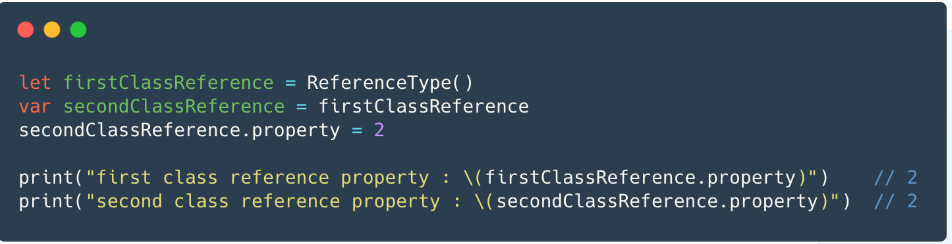 let firstClassReference = ReferenceType()
var secondClassReference = firstClassReference
secondClassReference.property = 2
print("first class reference property : \(firstClassReference.property)")    // 2
print("second class reference property : \(secondClassReference.property)")  // 2